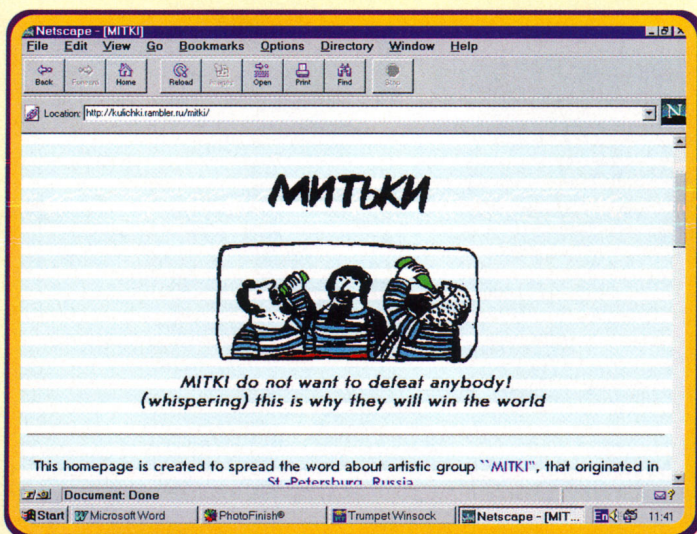 Netscape - [MITKI]
File Edit View Go Bookmarks Options Directory Window Help
Back Forward Home Reload Images Open Print Find Stop
Location: http://kulichki.rambler.ru/mitki/
N
МИТЬКИ
MITKI do not want to defeat anybody!
(whispering) this is why they will win the world
This homepage is created to spread the word about artistic group ``MITKI'', that originated in
St.-Petersburg, Russia
Document: Done
Start Microsoft Word PhotoFinish® Trumpet Winsock Netscape - [MIT... En 11:41